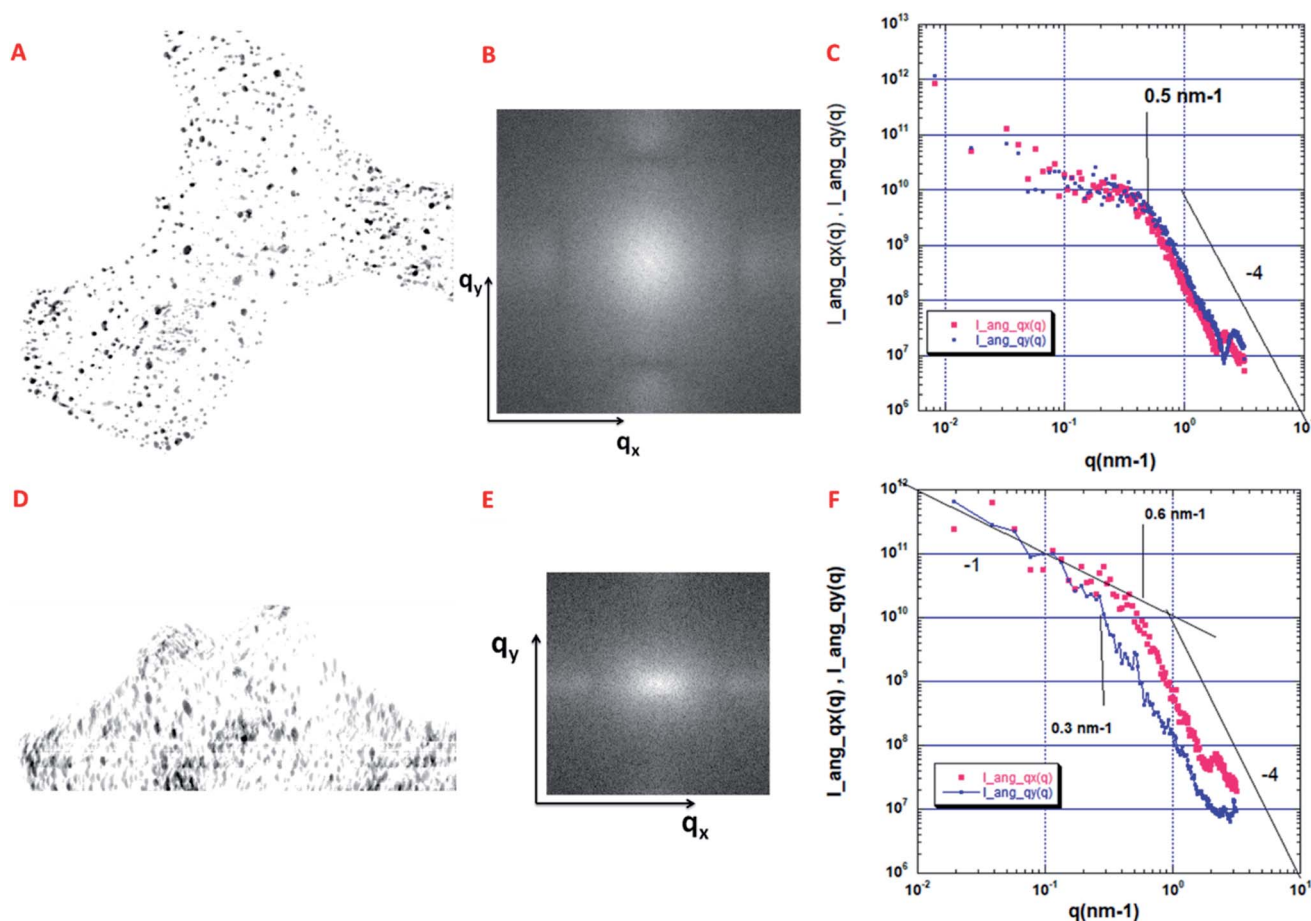 A
B
q_y
q_x
C
I_ang_qx(q) , I_ang_qy(q)
10^13
10^12
10^11
10^10
10^9
10^8
10^7
10^6
0.5 nm-1
-4
I_ang_qx(q)
I_ang_qy(q)
10^-2
10^-1
10^0
10
q(nm-1)
D
E
q_y
q_x
F
I_ang_qx(q) , I_ang_qy(q)
10^12
10^11
10^10
10^9
10^8
10^7
10^6
-1
0.6 nm-1
0.3 nm-1
-4
I_ang_qx(q)
I_ang_qy(q)
10^-2
10^-1
10^0
10^1
q(nm-1)